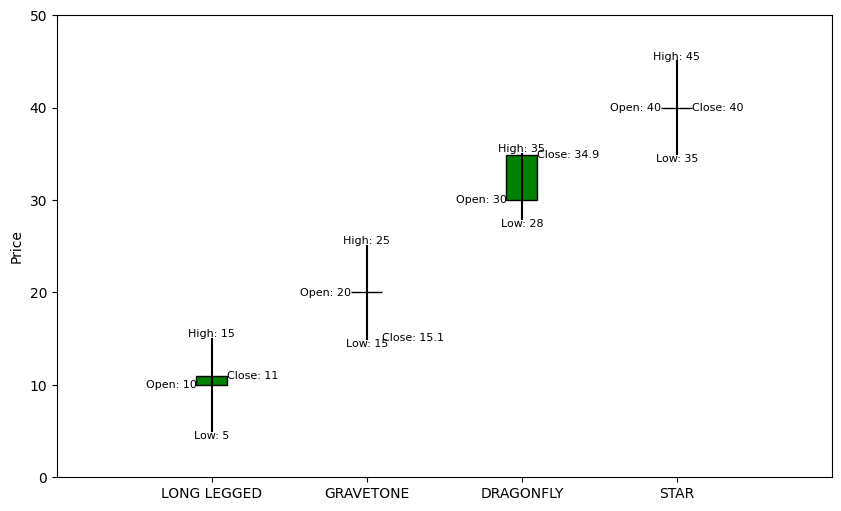 50
40
30
20
10
0
Price
High: 45
Open: 40
Close: 40
Low: 35
High: 35
Close: 34.9
Open: 30
Low: 28
High: 25
Open: 20
Close: 15.1
Low: 15
High: 15
Close: 11
Open: 10
Low: 5
LONG LEGGED
GRAVETONE
DRAGONFLY
STAR